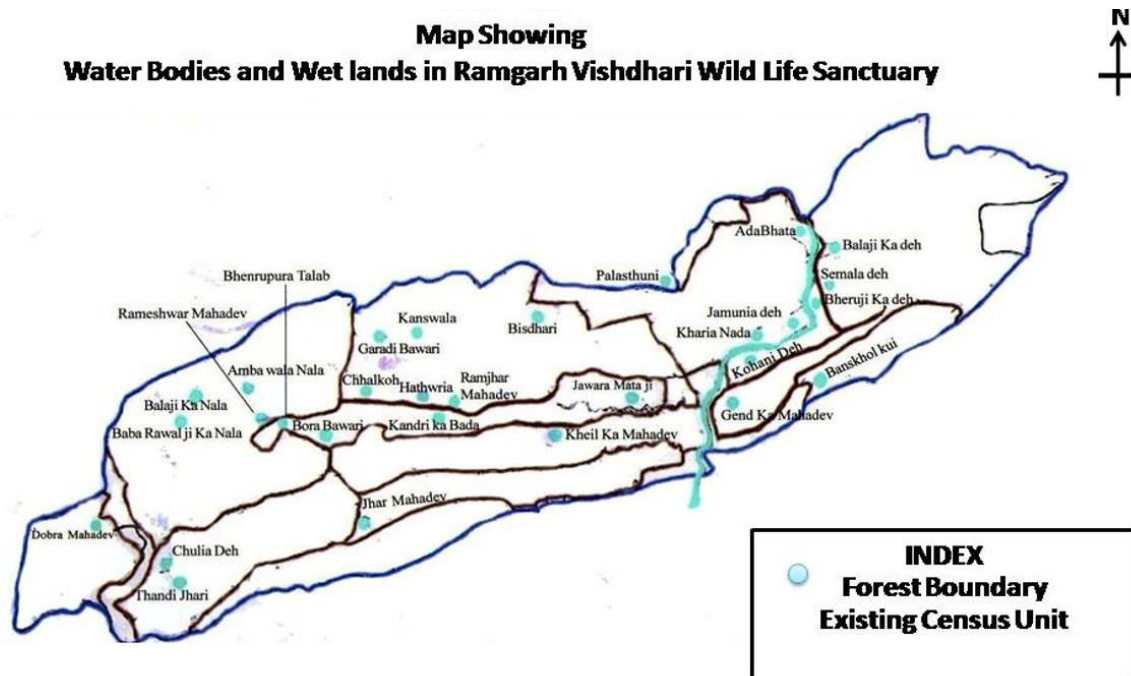 Map Showing
Water Bodies and Wet lands in Ramgarh Vishdhari Wild Life Sanctuary
N
AdaBhata
Balaji Ka deh
Palasthuni
Semala deh
Bhenrupura Talab
Bheruji Ka deh
Rameshwar Mahadev
Kanswala
Bisdhari
Jamunia deh
Kharia Nada
Garadi Bawari
Kohani Deh
Banskhol kui
Amba wala Nala
Chhalkoh
Hathwria
Ramjhar
Mahadev
Jawara Mata ji
Balaji Ka Nala
Gend Ka Mahadev
Baba Rawal ji Ka Nala
Bora Bawari
Kandri ka Bada
Kheil Ka Mahadev
Jhar Mahadev
Dobra Mahadev
Chulia Deh
Thandi Jhari
INDEX
Forest Boundary
Existing Census Unit